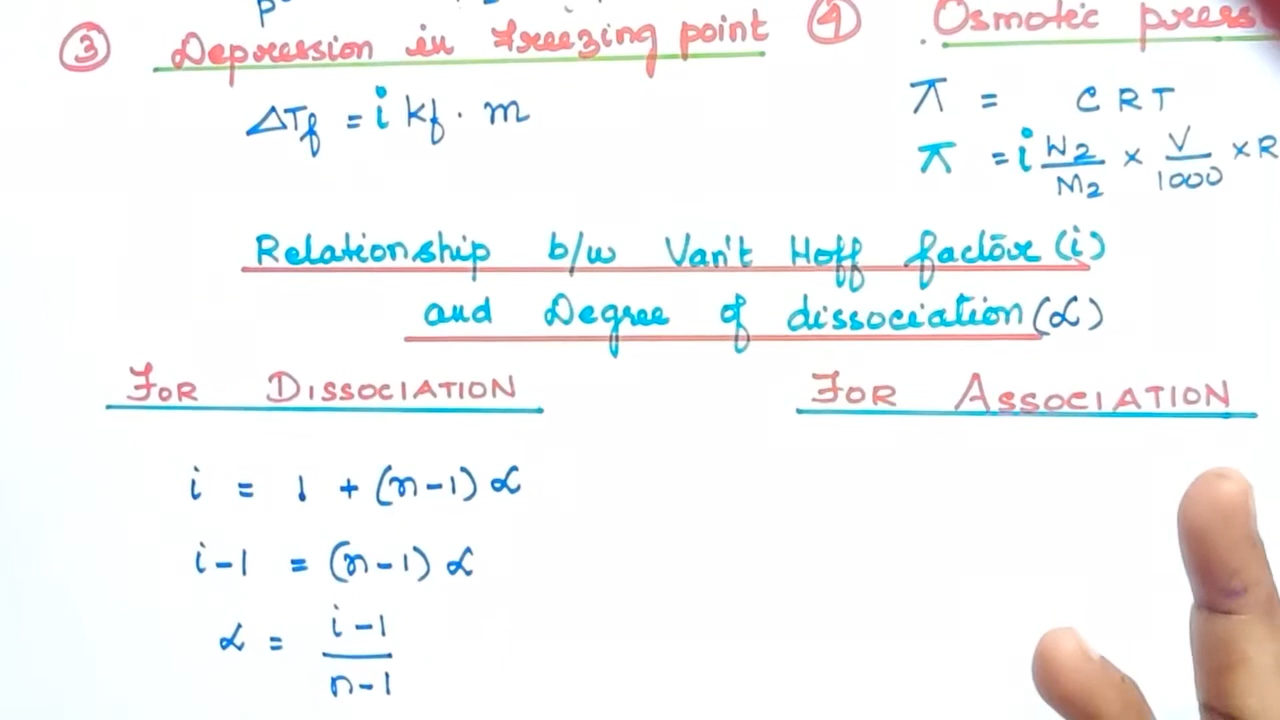 ③ Depression in freezing point
ΔTf = i kf · m
④ Osmotic press
π = CRT
π = i W2/M2 × V/1000 × R
Relationship b/w Van't Hoff factor (i)
and Degree of dissociation (α)
FOR DISSOCIATION
i = 1 + (n-1) α
i-1 = (n-1) α
α = i-1/n-1
FOR ASSOCIATION